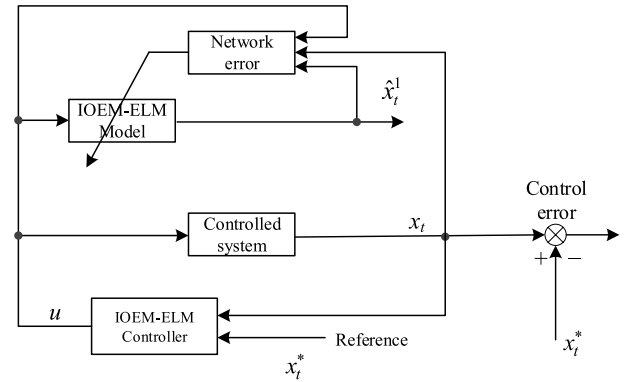 Network
error
x̂ₜ¹
IOEM-ELM
Model
Control
error
Controlled
system
xₜ
+ −
u
IOEM-ELM
Controller
Reference
xₜ*
xₜ*